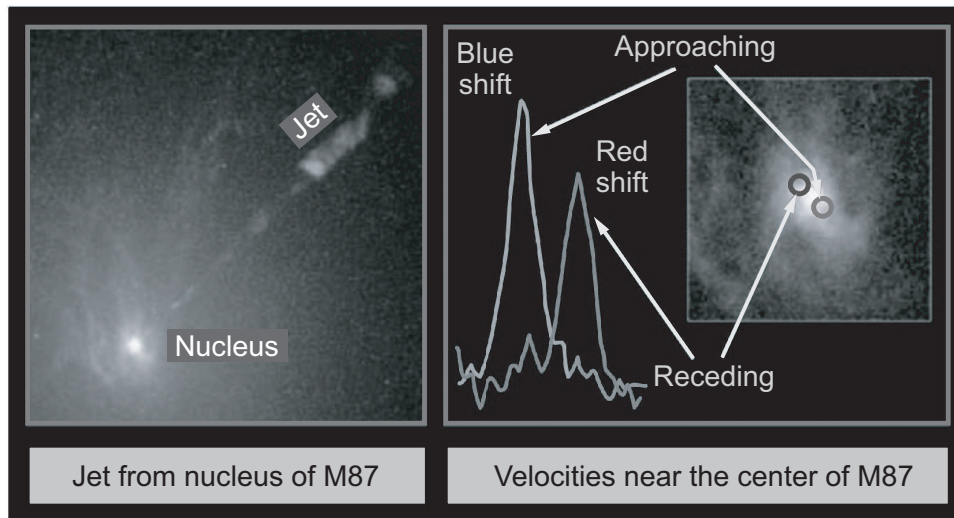 Jet
Nucleus
Jet from nucleus of M87
Blue
shift
Approaching
Red
shift
Receding
Velocities near the center of M87